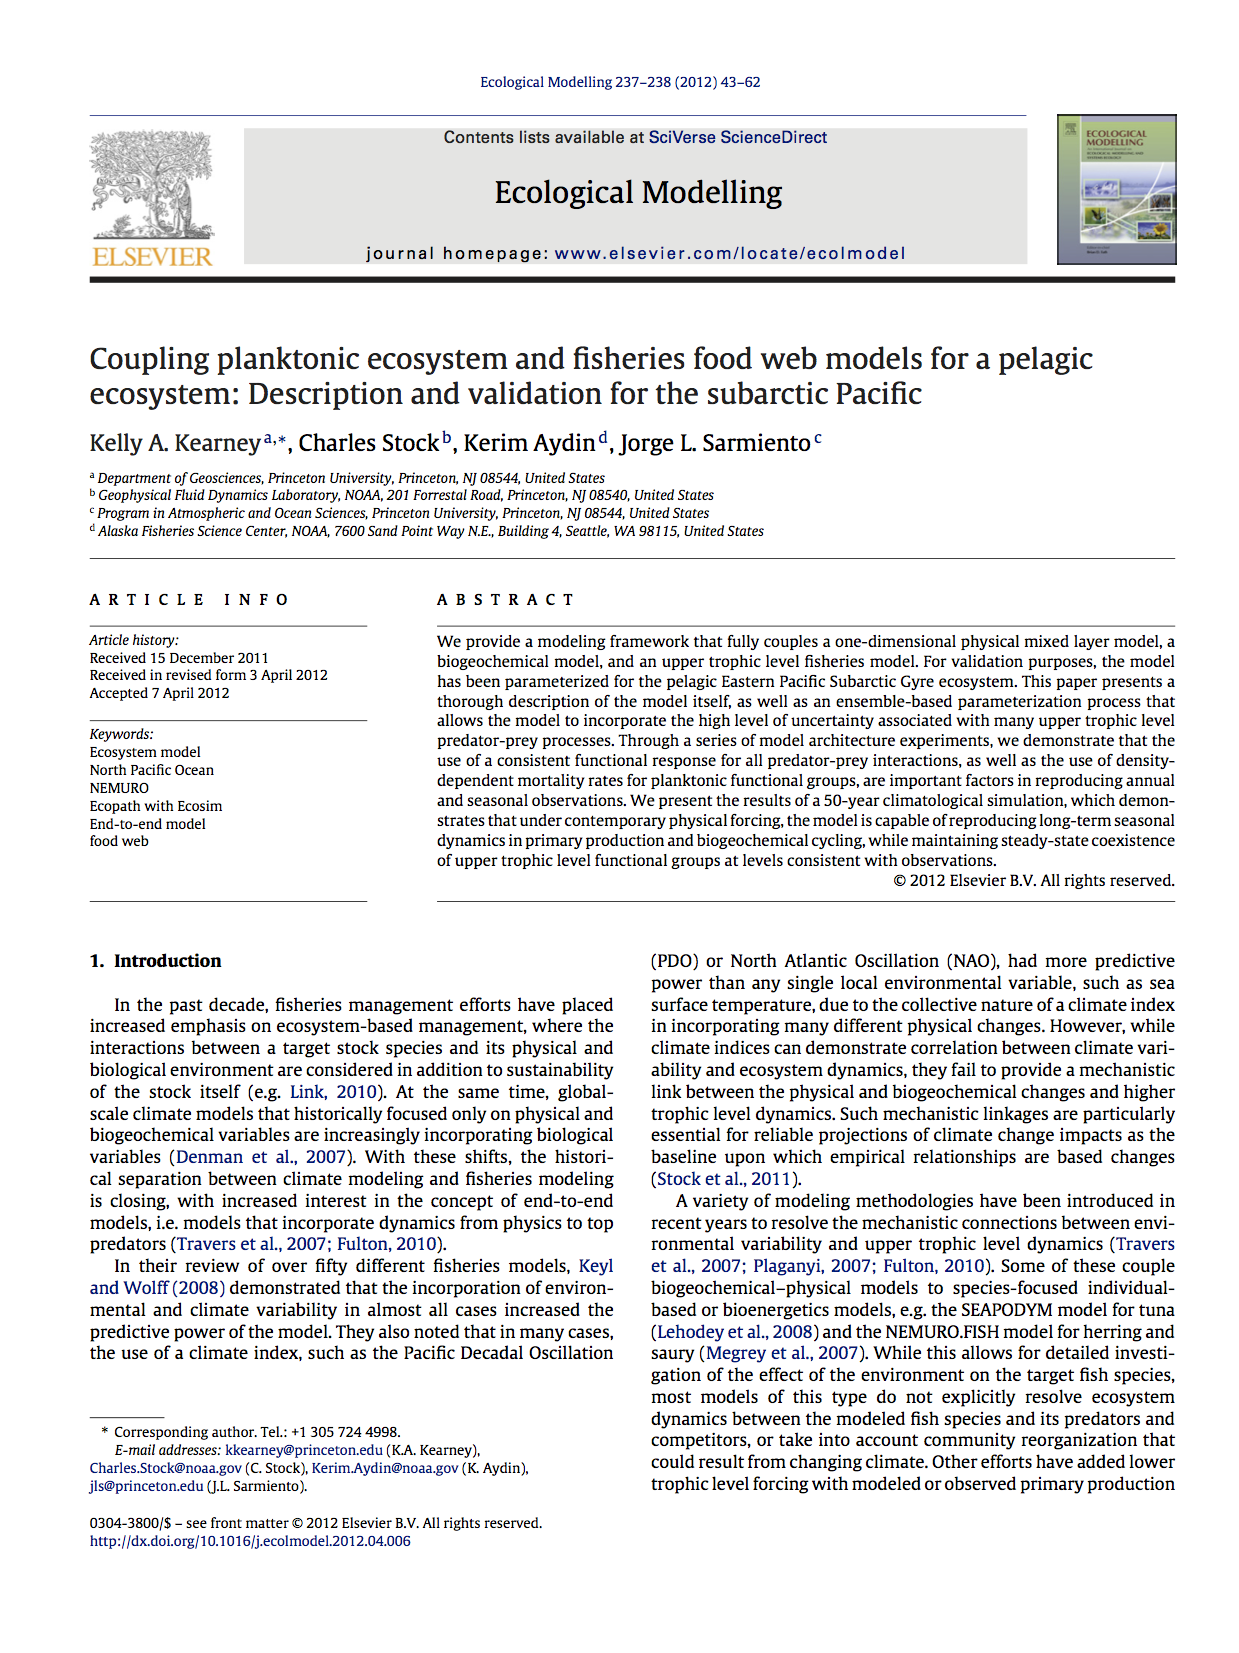 Ecological Modelling 237–238 (2012) 43–62
Contents lists available at SciVerse ScienceDirect
Ecological Modelling
journal homepage: www.elsevier.com/locate/ecolmodel
ELSEVIER
ECOLOGICAL
MODELLING
Coupling planktonic ecosystem and fisheries food web models for a pelagic
ecosystem: Description and validation for the subarctic Pacific
Kelly A. Kearney a,*, Charles Stock b, Kerim Aydin d, Jorge L. Sarmiento c
a Department of Geosciences, Princeton University, Princeton, NJ 08544, United States
b Geophysical Fluid Dynamics Laboratory, NOAA, 201 Forrestal Road, Princeton, NJ 08540, United States
c Program in Atmospheric and Ocean Sciences, Princeton University, Princeton, NJ 08544, United States
d Alaska Fisheries Science Center, NOAA, 7600 Sand Point Way N.E., Building 4, Seattle, WA 98115, United States
ARTICLE INFO
Article history:
Received 15 December 2011
Received in revised form 3 April 2012
Accepted 7 April 2012
Keywords:
Ecosystem model
North Pacific Ocean
NEMURO
Ecopath with Ecosim
End-to-end model
food web
ABSTRACT
We provide a modeling framework that fully couples a one-dimensional physical mixed layer model, a
biogeochemical model, and an upper trophic level fisheries model. For validation purposes, the model
has been parameterized for the pelagic Eastern Pacific Subarctic Gyre ecosystem. This paper presents a
thorough description of the model itself, as well as an ensemble-based parameterization process that
allows the model to incorporate the high level of uncertainty associated with many upper trophic level
predator-prey processes. Through a series of model architecture experiments, we demonstrate that the
use of a consistent functional response for all predator-prey interactions, as well as the use of density-
dependent mortality rates for planktonic functional groups, are important factors in reproducing annual
and seasonal observations. We present the results of a 50-year climatological simulation, which demon-
strates that under contemporary physical forcing, the model is capable of reproducing long-term seasonal
dynamics in primary production and biogeochemical cycling, while maintaining steady-state coexistence
of upper trophic level functional groups at levels consistent with observations.
© 2012 Elsevier B.V. All rights reserved.
1. Introduction
In the past decade, fisheries management efforts have placed
increased emphasis on ecosystem-based management, where the
interactions between a target stock species and its physical and
biological environment are considered in addition to sustainability
of the stock itself (e.g. Link, 2010). At the same time, global-
scale climate models that historically focused only on physical and
biogeochemical variables are increasingly incorporating biological
variables (Denman et al., 2007). With these shifts, the histori-
cal separation between climate modeling and fisheries modeling
is closing, with increased interest in the concept of end-to-end
models, i.e. models that incorporate dynamics from physics to top
predators (Travers et al., 2007; Fulton, 2010).
In their review of over fifty different fisheries models, Keyl
and Wolff (2008) demonstrated that the incorporation of environ-
mental and climate variability in almost all cases increased the
predictive power of the model. They also noted that in many cases,
the use of a climate index, such as the Pacific Decadal Oscillation
* Corresponding author. Tel.: +1 305 724 4998.
E-mail addresses: kkearney@princeton.edu (K.A. Kearney),
Charles.Stock@noaa.gov (C. Stock), Kerim.Aydin@noaa.gov (K. Aydin),
jls@princeton.edu (J.L. Sarmiento).
(PDO) or North Atlantic Oscillation (NAO), had more predictive
power than any single local environmental variable, such as sea
surface temperature, due to the collective nature of a climate index
in incorporating many different physical changes. However, while
climate indices can demonstrate correlation between climate vari-
ability and ecosystem dynamics, they fail to provide a mechanistic
link between the physical and biogeochemical changes and higher
trophic level dynamics. Such mechanistic linkages are particularly
essential for reliable projections of climate change impacts as the
baseline upon which empirical relationships are based changes
(Stock et al., 2011).
A variety of modeling methodologies have been introduced in
recent years to resolve the mechanistic connections between envi-
ronmental variability and upper trophic level dynamics (Travers
et al., 2007; Plaganyi, 2007; Fulton, 2010). Some of these couple
biogeochemical–physical models to species-focused individual-
based or bioenergetics models, e.g. the SEAPODYM model for tuna
(Lehodey et al., 2008) and the NEMURO.FISH model for herring and
saury (Megrey et al., 2007). While this allows for detailed investi-
gation of the effect of the environment on the target fish species,
most models of this type do not explicitly resolve ecosystem
dynamics between the modeled fish species and its predators and
competitors, or take into account community reorganization that
could result from changing climate. Other efforts have added lower
trophic level forcing with modeled or observed primary production
0304-3800/$ – see front matter © 2012 Elsevier B.V. All rights reserved.
http://dx.doi.org/10.1016/j.ecolmodel.2012.04.006